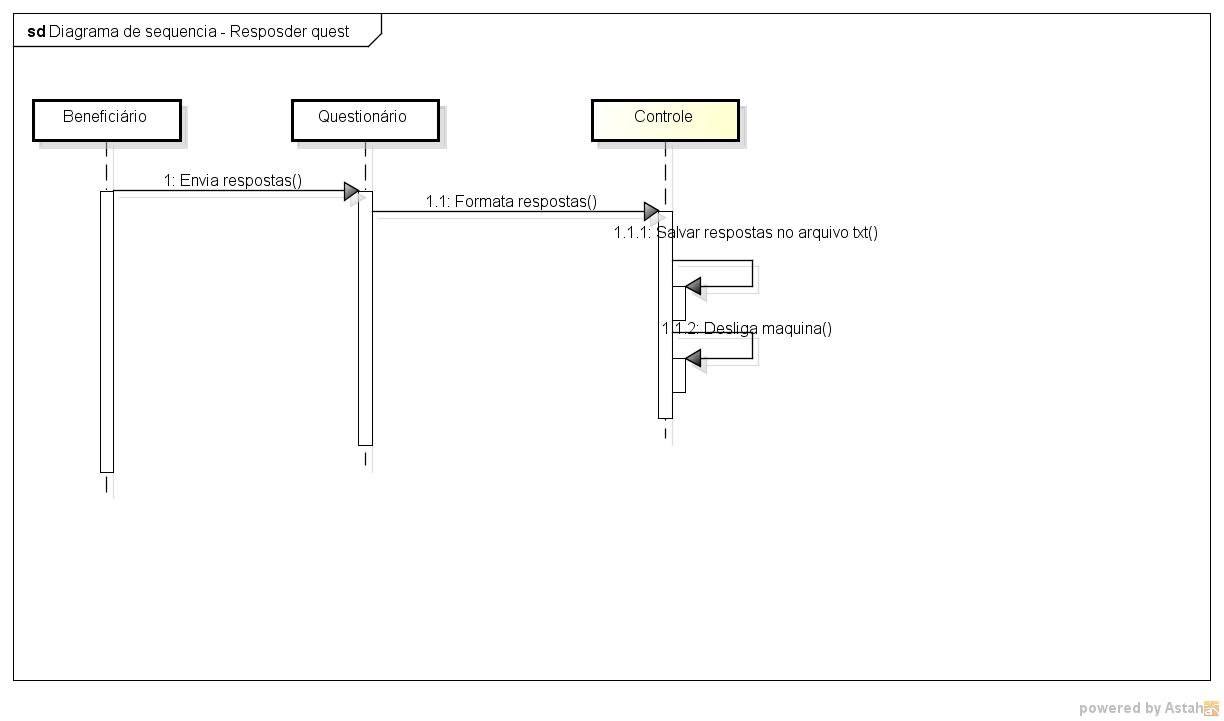 sd Diagrama de sequencia - Resposder quest
Beneficiário
Questionário
Controle
1: Envia respostas()
1.1: Formata respostas()
1.1.1: Salvar respostas no arquivo txt()
1.1.2: Desliga maquina()
powered by Astah